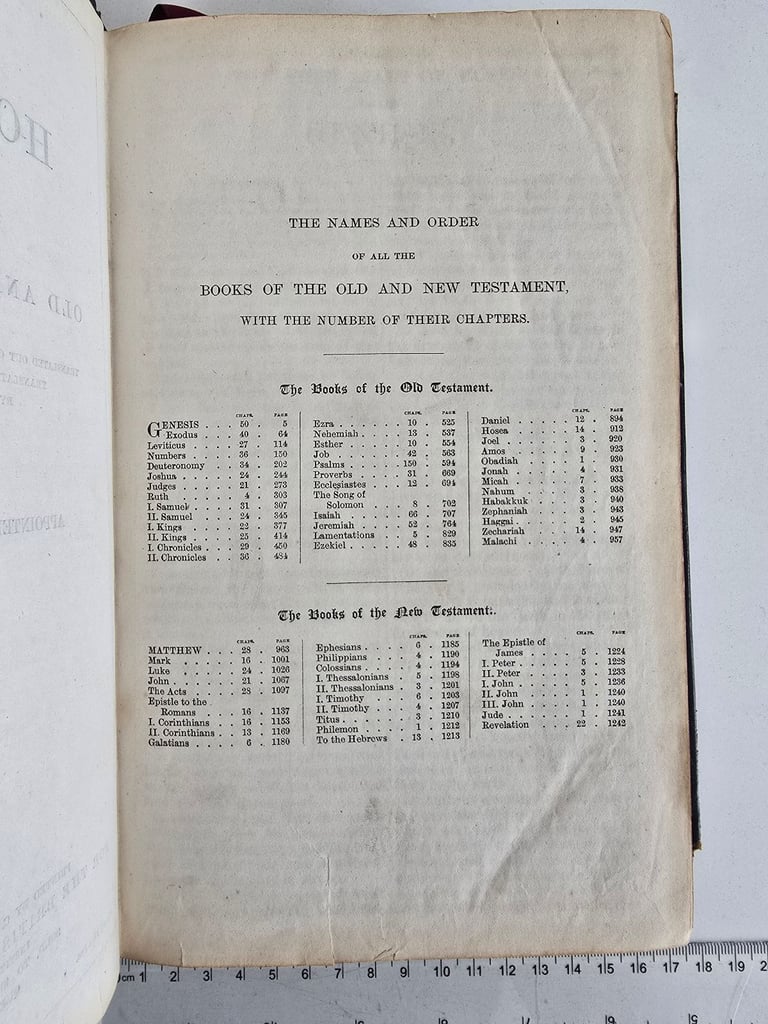 THE NAMES AND ORDER
OF ALL THE
BOOKS OF THE OLD AND NEW TESTAMENT,
WITH THE NUMBER OF THEIR CHAPTERS.
The Books of the Old Testament.
CHAPS. PAGE
GENESIS . . . 50 . 5
Exodus . . . 40 . 64
Leviticus . . . 27 . 114
Numbers . . . 36 . 150
Deuteronomy . . 34 . 202
Joshua . . . . 24 . 244
Judges . . . . 21 . 273
Ruth . . . . 4 . 303
I. Samuel . . . 31 . 307
II. Samuel . . 24 . 345
I. Kings . . . 22 . 377
II. Kings . . . 25 . 414
I. Chronicles . . 29 . 450
II. Chronicles . . 36 . 484
CHAPS. PAGE
Ezra . . . . . . 10 . 525
Nehemiah . . . . 13 . 537
Esther . . . . . 10 . 554
Job . . . . . . 42 . 563
Psalms . . . . . 150 . 594
Proverbs . . . . 31 . 669
Ecclesiastes . . . 12 . 694
The Song of
Solomon . . . 8 . 702
Isaiah . . . . . 66 . 707
Jeremiah . . . . 52 . 764
Lamentations . . 5 . 829
Ezekiel . . . . . 48 . 835
CHAPS. PAGE
Daniel . . . . . 12 . 894
Hosea . . . . . 14 . 912
Joel . . . . . . 3 . 920
Amos . . . . . 9 . 923
Obadiah . . . . 1 . 930
Jonah . . . . . 4 . 931
Micah . . . . . 7 . 933
Nahum . . . . . 3 . 938
Habakkuk . . . . 3 . 940
Zephaniah . . . 3 . 943
Haggai . . . . . 2 . 945
Zechariah . . . 14 . 947
Malachi . . . . 4 . 957
The Books of the New Testament.
CHAPS. PAGE
MATTHEW . . . 28 . 963
Mark . . . . . 16 . 1001
Luke . . . . . 24 . 1026
John . . . . . 21 . 1067
The Acts . . . . 28 . 1097
Epistle to the
Romans . . . 16 . 1137
I. Corinthians . . 16 . 1153
II. Corinthians . . 13 . 1169
Galatians . . . . 6 . 1180
CHAPS. PAGE
Ephesians . . . . 6 . 1185
Philippians . . . 4 . 1190
Colossians . . . . 4 . 1194
I. Thessalonians . 5 . 1198
II. Thessalonians . 3 . 1201
I. Timothy . . . 6 . 1203
II. Timothy . . . 4 . 1207
Titus . . . . . . 3 . 1210
Philemon . . . . 1 . 1212
To the Hebrews . 13 . 1213
CHAPS. PAGE
The Epistle of
James . . . . 5 . 1224
I. Peter . . . . . 5 . 1228
II. Peter . . . . 3 . 1233
I. John . . . . . 5 . 1236
II. John . . . . 1 . 1240
III. John . . . . 1 . 1240
Jude . . . . . . 1 . 1241
Revelation . . . 22 . 1242
cm 1 2 3 4 5 6 7 8 9 10 11 12 13 14 15 16 17 18 19 2